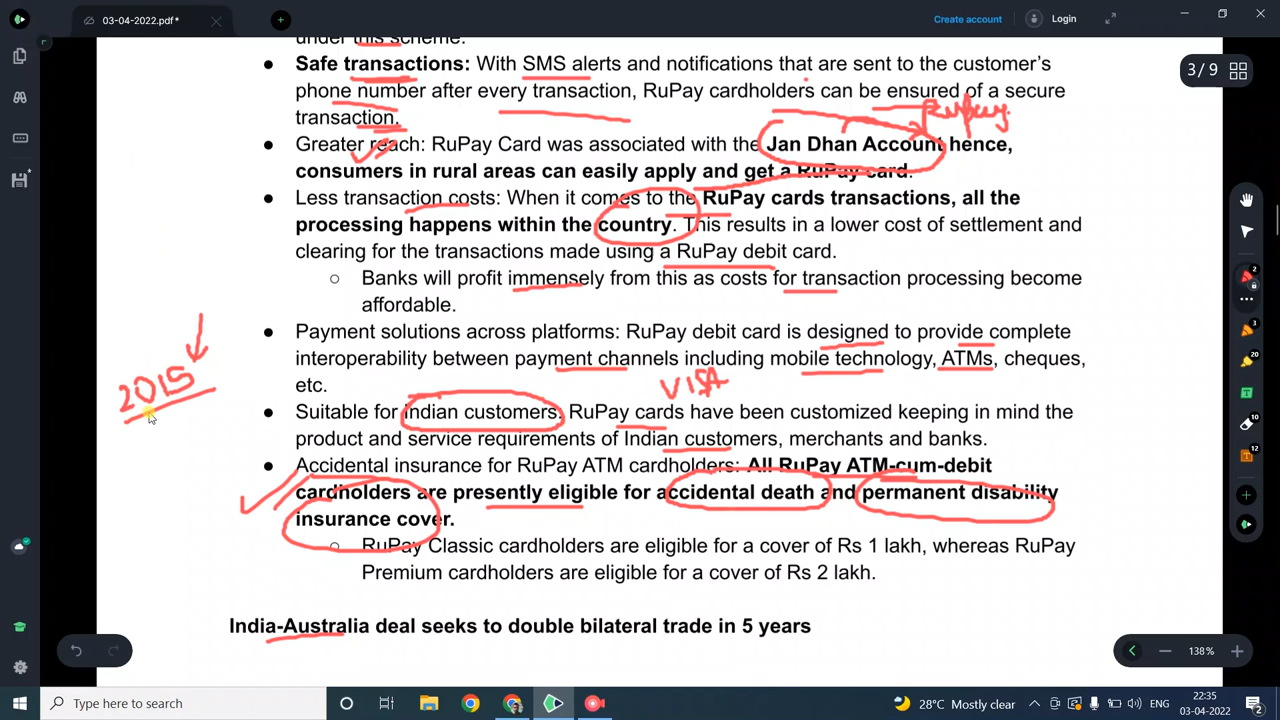 03-04-2022.pdf*
Create account
Login
3 / 9
under this scheme.
● Safe transactions: With SMS alerts and notifications that are sent to the customer's
phone number after every transaction, RuPay cardholders can be ensured of a secure
transaction.
Rupay
● Greater reach: RuPay Card was associated with the Jan Dhan Account hence,
consumers in rural areas can easily apply and get a RuPay card.
● Less transaction costs: When it comes to the RuPay cards transactions, all the
processing happens within the country. This results in a lower cost of settlement and
clearing for the transactions made using a RuPay debit card.
○ Banks will profit immensely from this as costs for transaction processing become
affordable.
● Payment solutions across platforms: RuPay debit card is designed to provide complete
interoperability between payment channels including mobile technology, ATMs, cheques,
etc.
VISA
2015
● Suitable for Indian customers. RuPay cards have been customized keeping in mind the
product and service requirements of Indian customers, merchants and banks.
● Accidental insurance for RuPay ATM cardholders: All RuPay ATM-cum-debit
cardholders are presently eligible for accidental death and permanent disability
insurance cover.
○ RuPay Classic cardholders are eligible for a cover of Rs 1 lakh, whereas RuPay
Premium cardholders are eligible for a cover of Rs 2 lakh.
India-Australia deal seeks to double bilateral trade in 5 years
138%
Type here to search
28°C Mostly clear
ENG
22:35
03-04-2022